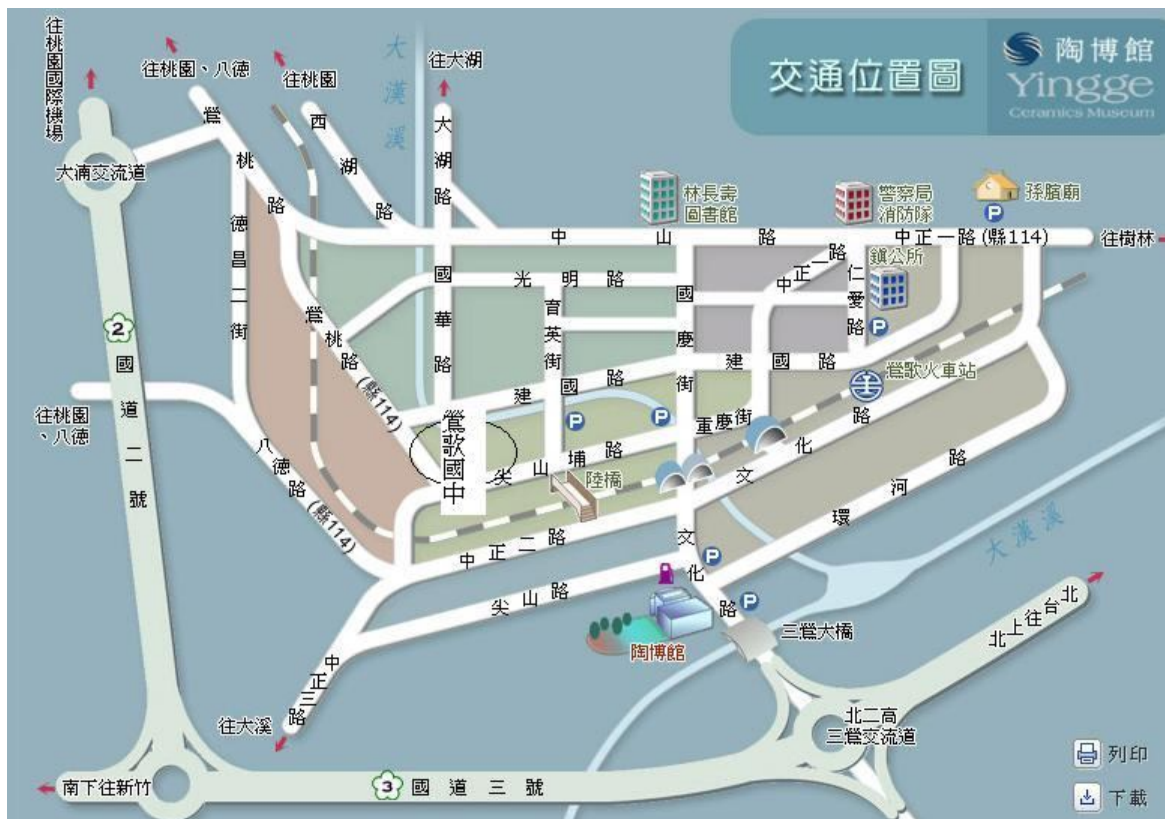 交通位置圖
陶博館
Yingge
Ceramics Museum
往桃園國際機場
往桃園、八德
往桃園
大漢溪
往大湖
大湳交流道
鶯桃路
西湖路
大湖路
林長壽
圖書館
警察局
消防隊
孫臏廟
P
中山路
中正一路(縣114)
往樹林
德昌二街
國華路
光明路
育英街
國慶街
中正一路
仁愛路
鎮公所
P
2
國道二號
鶯桃路(縣114)
建國路
建國路
鶯歌火車站
往桃園
、八德
八德路(縣114)
鶯歌國中
P
P
重慶街
尖山埔路
陸橋
文化路
環河路
大漢溪
中正二路
文化路
P
尖山路
P
陶博館
三鶯大橋
北上往台北
中正三路
往大溪
北二高
三鶯交流道
南下往新竹
3
國道三號
列印
下載